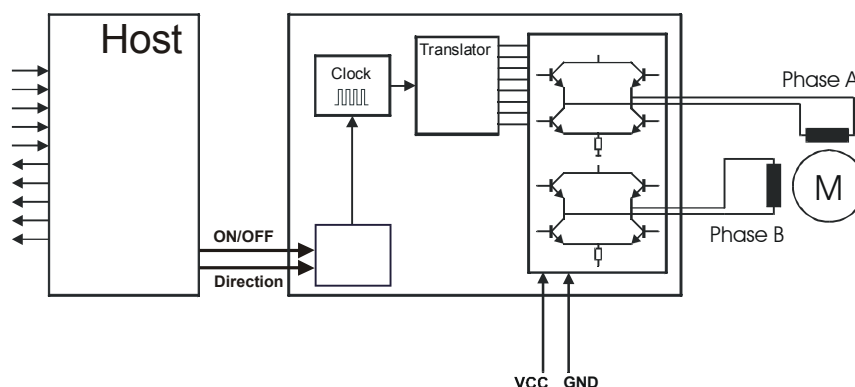 Host
Clock
Translator
Phase A
M
Phase B
ON/OFF
Direction
VCC GND